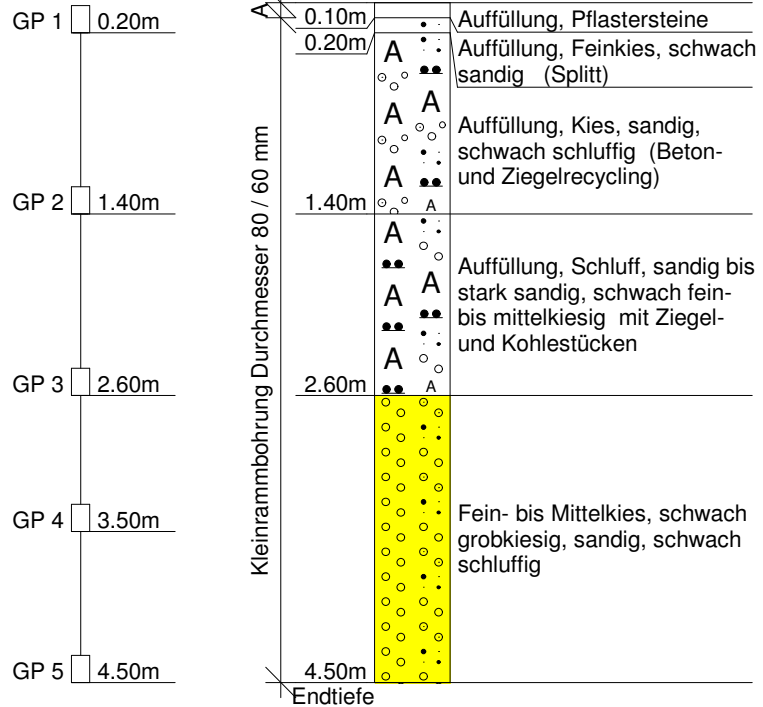 GP 1 0.20m
GP 2 1.40m
GP 3 2.60m
GP 4 3.50m
GP 5 4.50m
Kleinrammbohrung Durchmesser 80 / 60 mm
A
0.10m
0.20m
1.40m
2.60m
4.50m
Endtiefe
A
A
A
A
A
A
A
A
A
A
Auffüllung, Pflastersteine
Auffüllung, Feinkies, schwach
sandig (Splitt)
Auffüllung, Kies, sandig,
schwach schluffig (Beton-
und Ziegelrecycling)
Auffüllung, Schluff, sandig bis
stark sandig, schwach fein-
bis mittelkiesig mit Ziegel-
und Kohlestücken
Fein- bis Mittelkies, schwach
grobkiesig, sandig, schwach
schluffig